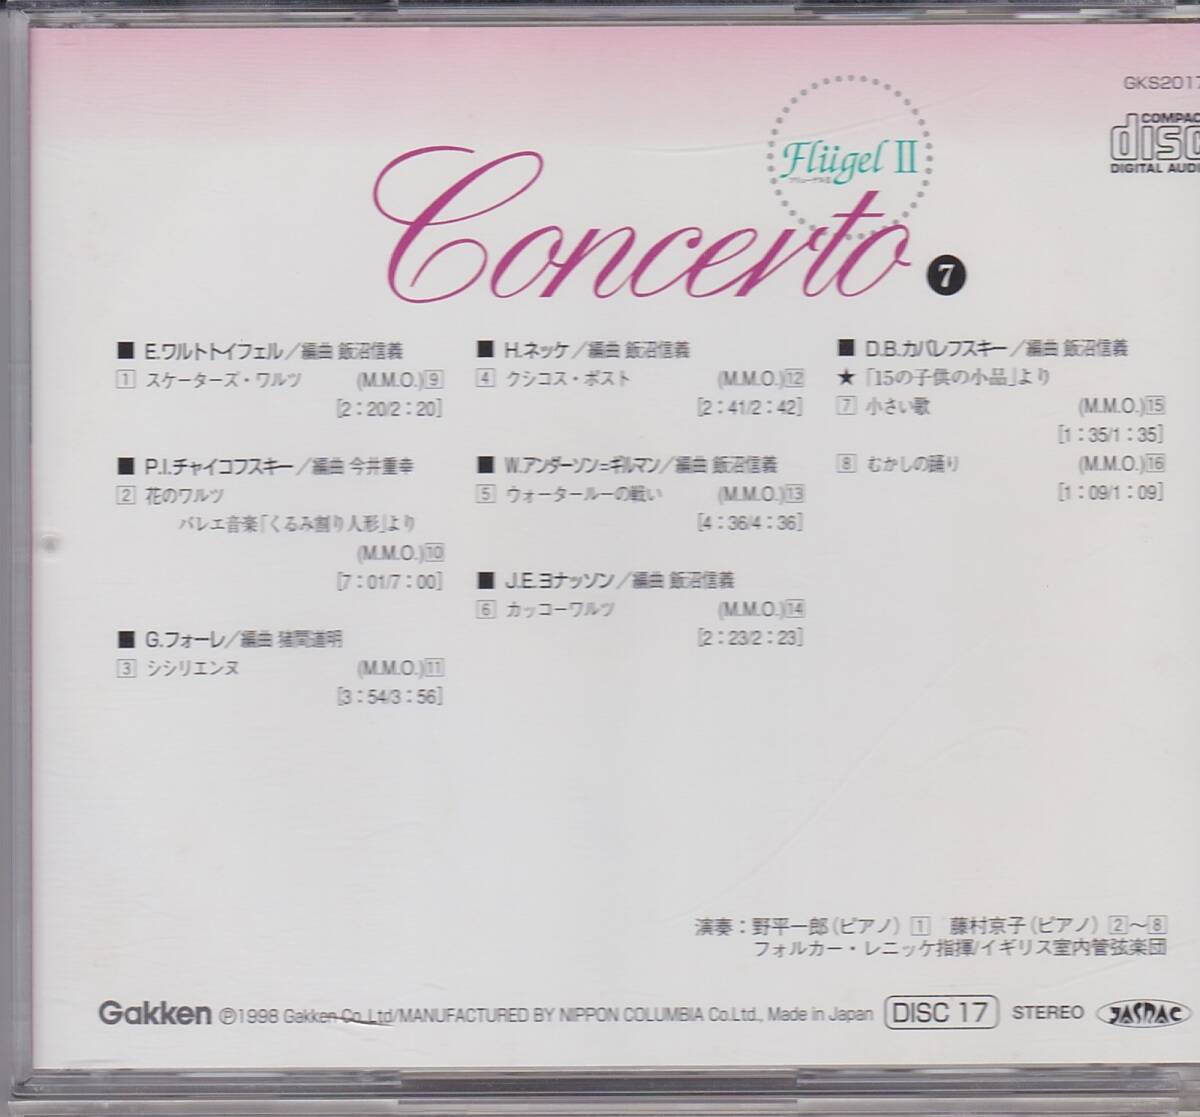 GKS2017
COMPACT
disc
DIGITAL AUDIO
Flügel II
フリューゲルII
Concerto 7
■ E.ワルトトイフェル／編曲 飯沼信義
1 スケーターズ・ワルツ (M.M.O.)9
[2：20/2：20]
■ P.I.チャイコフスキー／編曲 今井重幸
2 花のワルツ
バレエ音楽「くるみ割り人形」より
(M.M.O.)10
[7：01/7：00]
■ G.フォーレ／編曲 猪間道明
3 シシリエンヌ (M.M.O.)11
[3：54/3：56]
■ H.ネッケ／編曲 飯沼信義
4 クシコス・ポスト (M.M.O.)12
[2：41/2：42]
■ W.アンダーソン=ギルマン／編曲 飯沼信義
5 ウォータールーの戦い (M.M.O.)13
[4：36/4：36]
■ J.E.ヨナッソン／編曲 飯沼信義
6 カッコーワルツ (M.M.O.)14
[2：23/2：23]
■ D.B.カバレフスキー／編曲 飯沼信義
★「15の子供の小品」より
7 小さい歌 (M.M.O.)15
[1：35/1：35]
8 むかしの踊り (M.M.O.)16
[1：09/1：09]
演奏：野平一郎（ピアノ）1 藤村京子（ピアノ）2～8
フォルカー・レニッケ指揮/イギリス室内管弦楽団
Gakken ℗1998 Gakken Co.Ltd/MANUFACTURED BY NIPPON COLUMBIA Co.Ltd., Made in Japan DISC 17 STEREO JASRAC